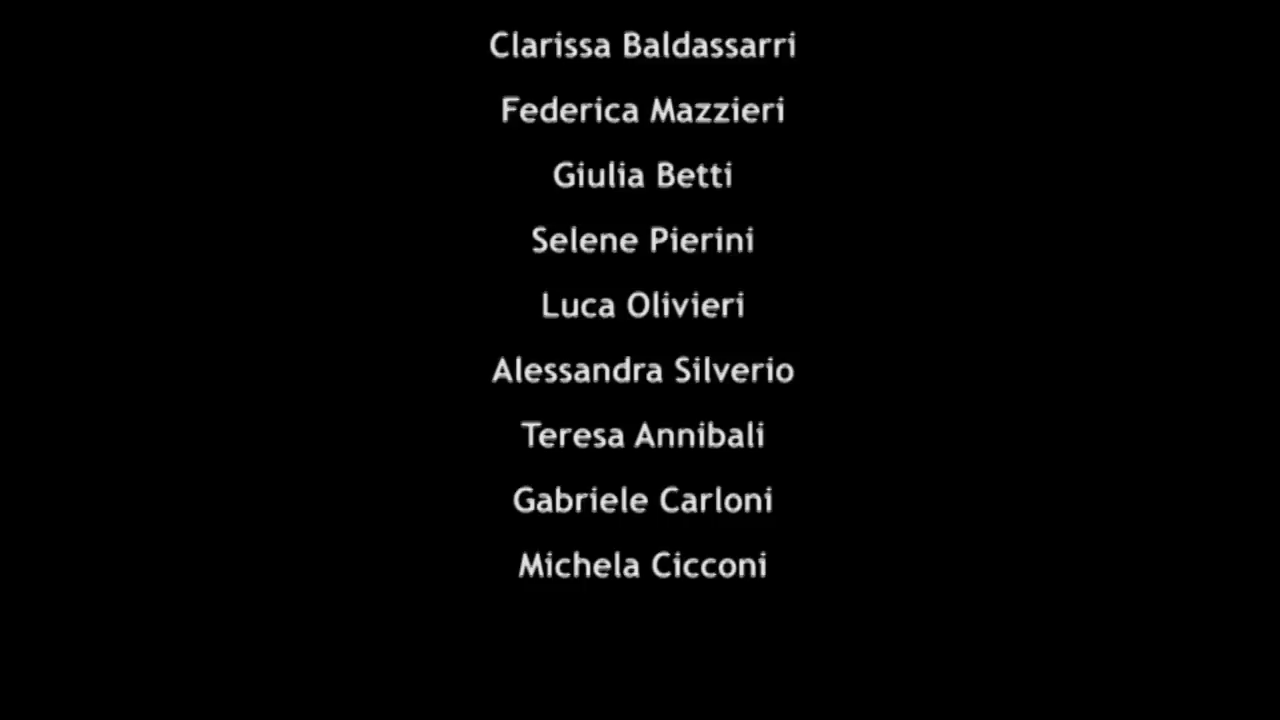 Clarissa Baldassarri
Federica Mazzieri
Giulia Betti
Selene Pierini
Luca Olivieri
Alessandra Silverio
Teresa Annibali
Gabriele Carloni
Michela Cicconi